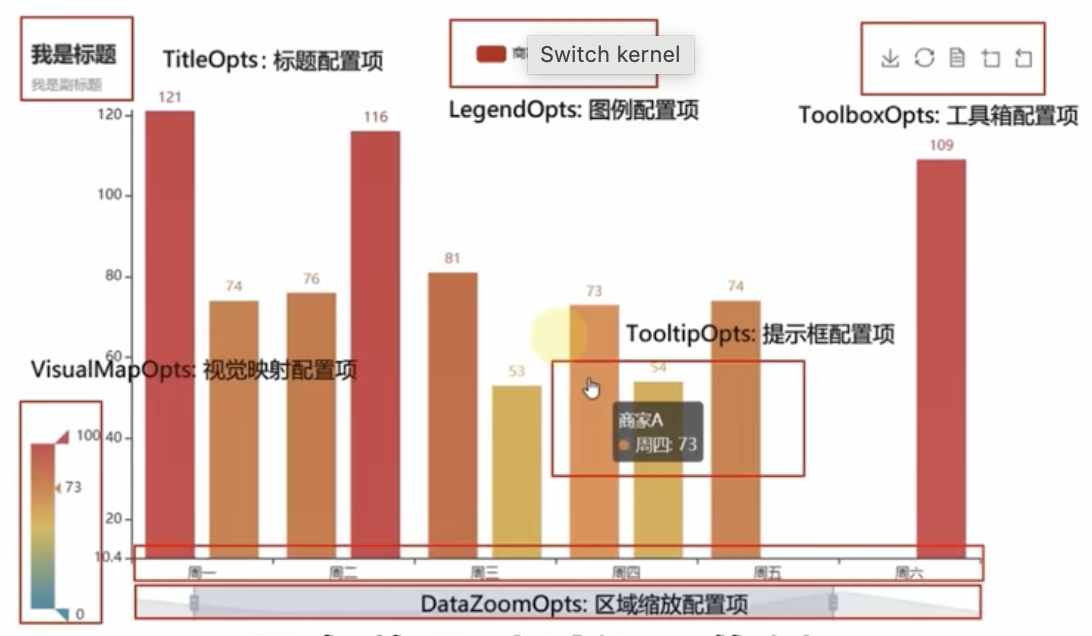 我是标题
我是副标题
TitleOpts: 标题配置项
商
Switch kernel
LegendOpts: 图例配置项
ToolboxOpts: 工具箱配置项
121
74
76
116
81
53
73
54
74
109
120
100
80
60
40
20
10.4
TooltipOpts: 提示框配置项
商家A
周四: 73
VisualMapOpts: 视觉映射配置项
100
73
0
周一
周二
周三
周四
周五
周六
DataZoomOpts: 区域缩放配置项